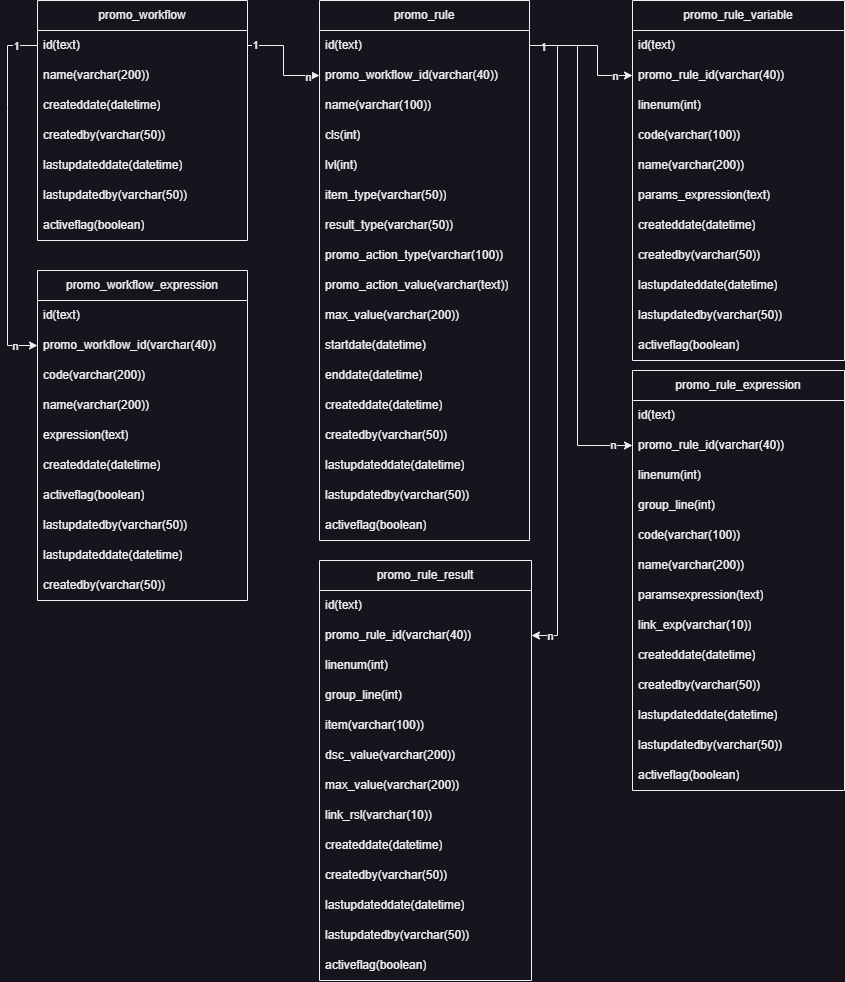 promo_workflow
id(text)
name(varchar(200))
createddate(datetime)
createdby(varchar(50))
lastupdateddate(datetime)
lastupdatedby(varchar(50))
activeflag(boolean)
1
n
promo_workflow_expression
id(text)
promo_workflow_id(varchar(40))
code(varchar(200))
name(varchar(200))
expression(text)
createddate(datetime)
activeflag(boolean)
lastupdatedby(varchar(50))
lastupdateddate(datetime)
createdby(varchar(50))
1
n
promo_rule
id(text)
promo_workflow_id(varchar(40))
name(varchar(100))
cls(int)
lvl(int)
item_type(varchar(50))
result_type(varchar(50))
promo_action_type(varchar(100))
promo_action_value(varchar(text))
max_value(varchar(200))
startdate(datetime)
enddate(datetime)
createddate(datetime)
createdby(varchar(50))
lastupdateddate(datetime)
lastupdatedby(varchar(50))
activeflag(boolean)
promo_rule_result
id(text)
promo_rule_id(varchar(40))
linenum(int)
group_line(int)
item(varchar(100))
dsc_value(varchar(200))
max_value(varchar(200))
link_rsl(varchar(10))
createddate(datetime)
createdby(varchar(50))
lastupdateddate(datetime)
lastupdatedby(varchar(50))
activeflag(boolean)
1
n
n
n
promo_rule_variable
id(text)
promo_rule_id(varchar(40))
linenum(int)
code(varchar(100))
name(varchar(200))
params_expression(text)
createddate(datetime)
createdby(varchar(50))
lastupdateddate(datetime)
lastupdatedby(varchar(50))
activeflag(boolean)
promo_rule_expression
id(text)
promo_rule_id(varchar(40))
linenum(int)
group_line(int)
code(varchar(100))
name(varchar(200))
paramsexpression(text)
link_exp(varchar(10))
createddate(datetime)
createdby(varchar(50))
lastupdateddate(datetime)
lastupdatedby(varchar(50))
activeflag(boolean)